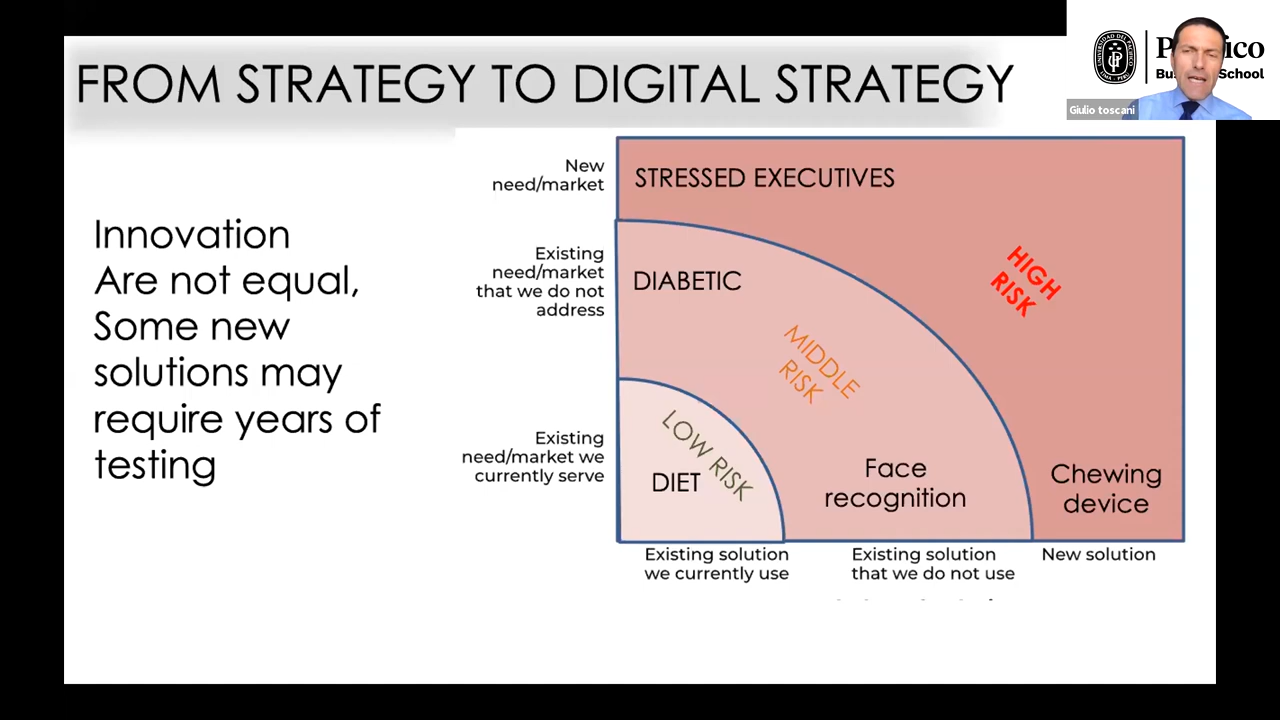 FROM STRATEGY TO DIGITAL STRATEGY
Giulio toscani
Innovation
Are not equal,
Some new
solutions may
require years of
testing
New
need/market
Existing
need/market
that we do not
address
Existing
need/market we
currently serve
STRESSED EXECUTIVES
HIGH
RISK
DIABETIC
MIDDLE
RISK
LOW RISK
DIET
Face
recognition
Chewing
device
Existing solution
we currently use
Existing solution
that we do not use
New solution
School